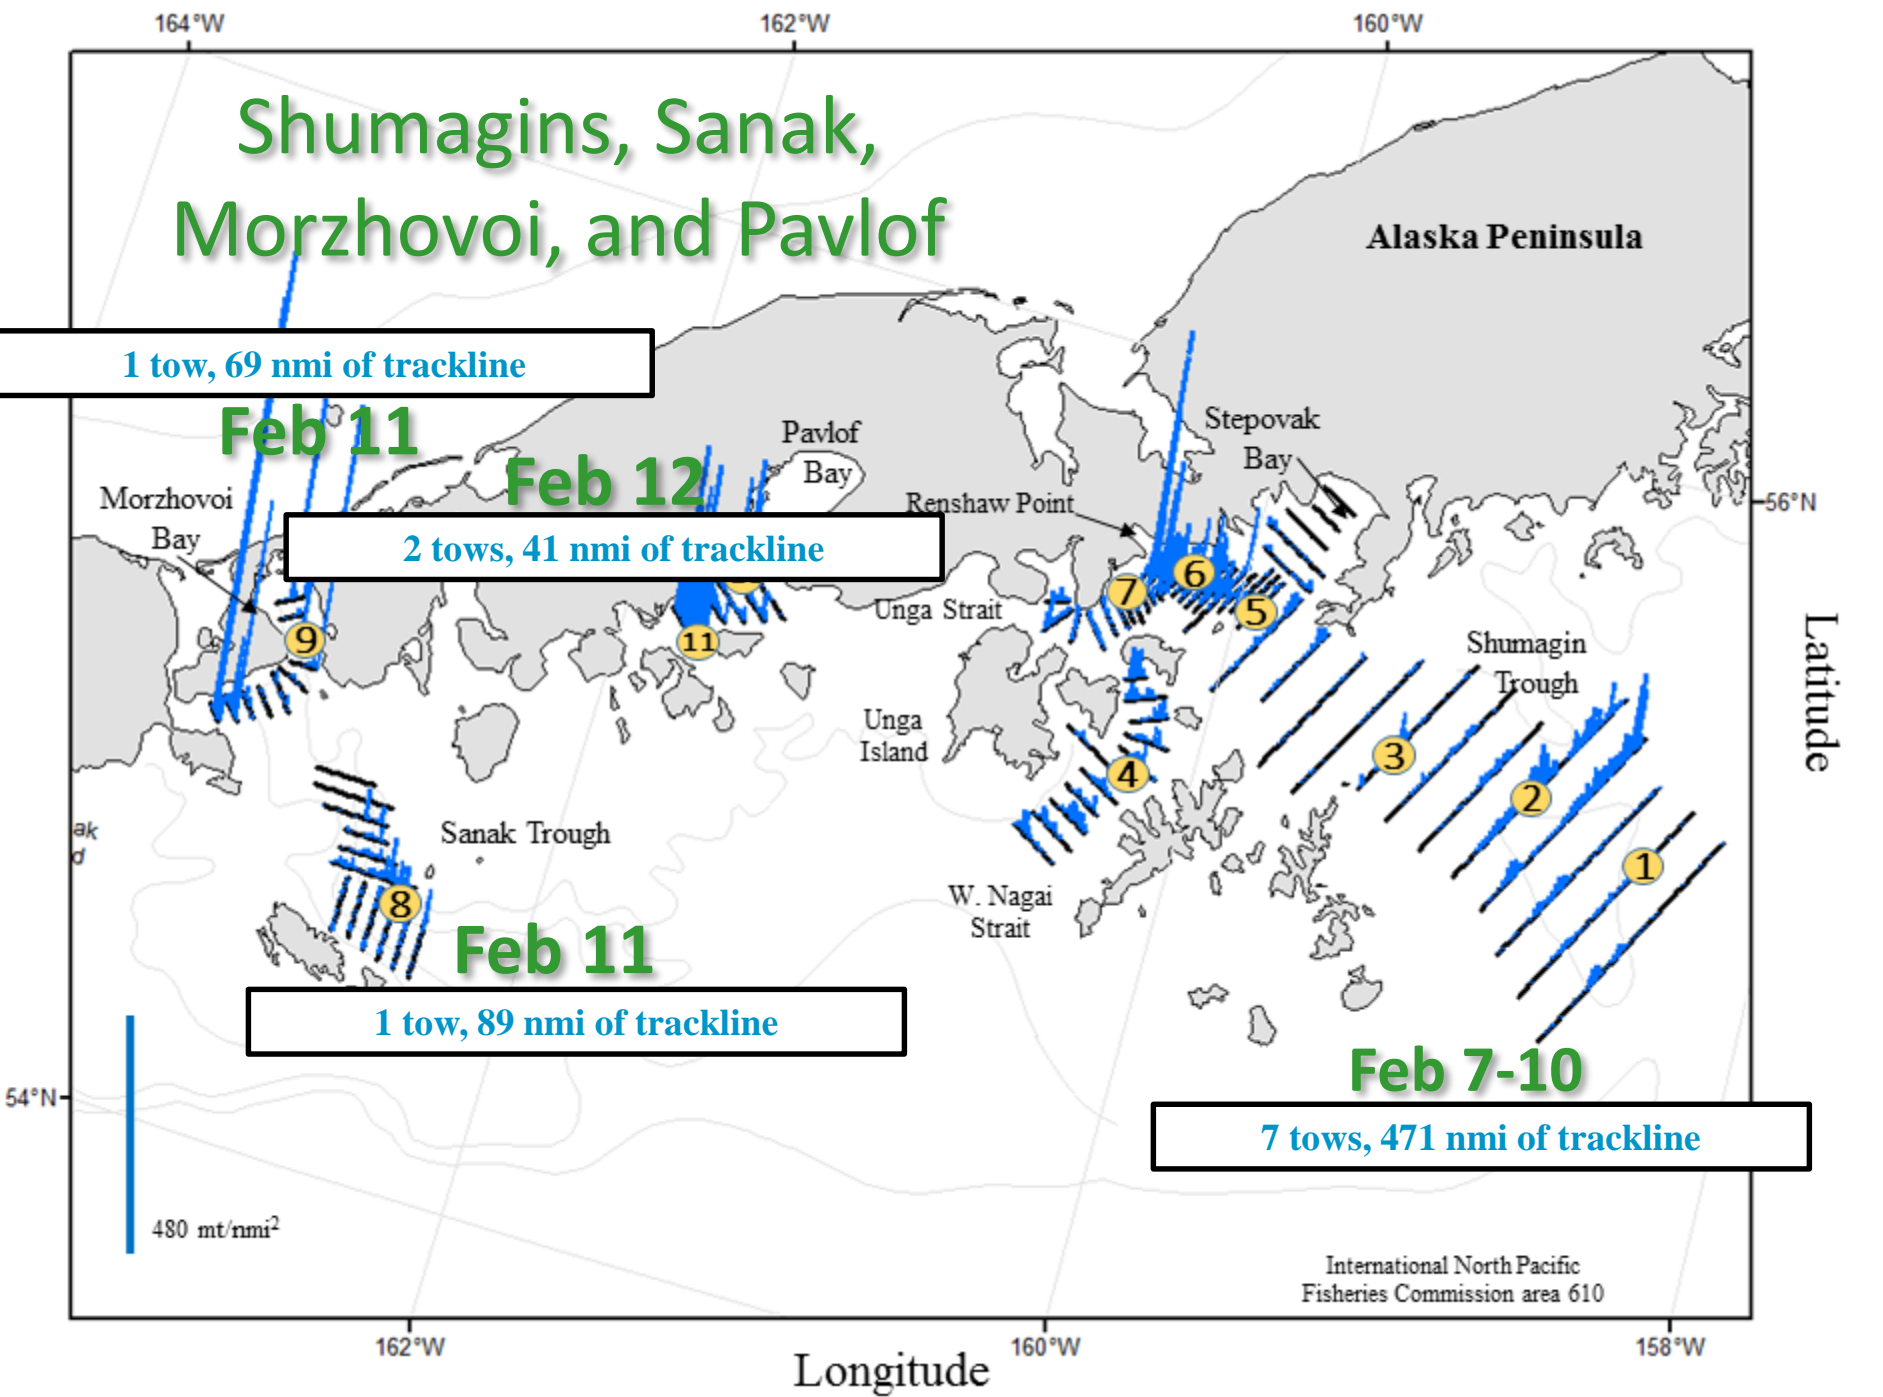 164°W
162°W
160°W
Shumagins, Sanak,
Morzhovoi, and Pavlof
Alaska Peninsula
1 tow, 69 nmi of trackline
Feb 11
Stepovak
Bay
Pavlof
Bay
Feb 12
Morzhovoi
Bay
Renshaw Point
56°N
2 tows, 41 nmi of trackline
6
7
5
Unga Strait
9
11
Shumagin
Trough
Latitude
Unga
Island
3
4
2
ak
d
Sanak Trough
1
8
W. Nagai
Strait
Feb 11
1 tow, 89 nmi of trackline
Feb 7-10
54°N
7 tows, 471 nmi of trackline
480 mt/nmi²
International North Pacific
Fisheries Commission area 610
162°W
160°W
158°W
Longitude